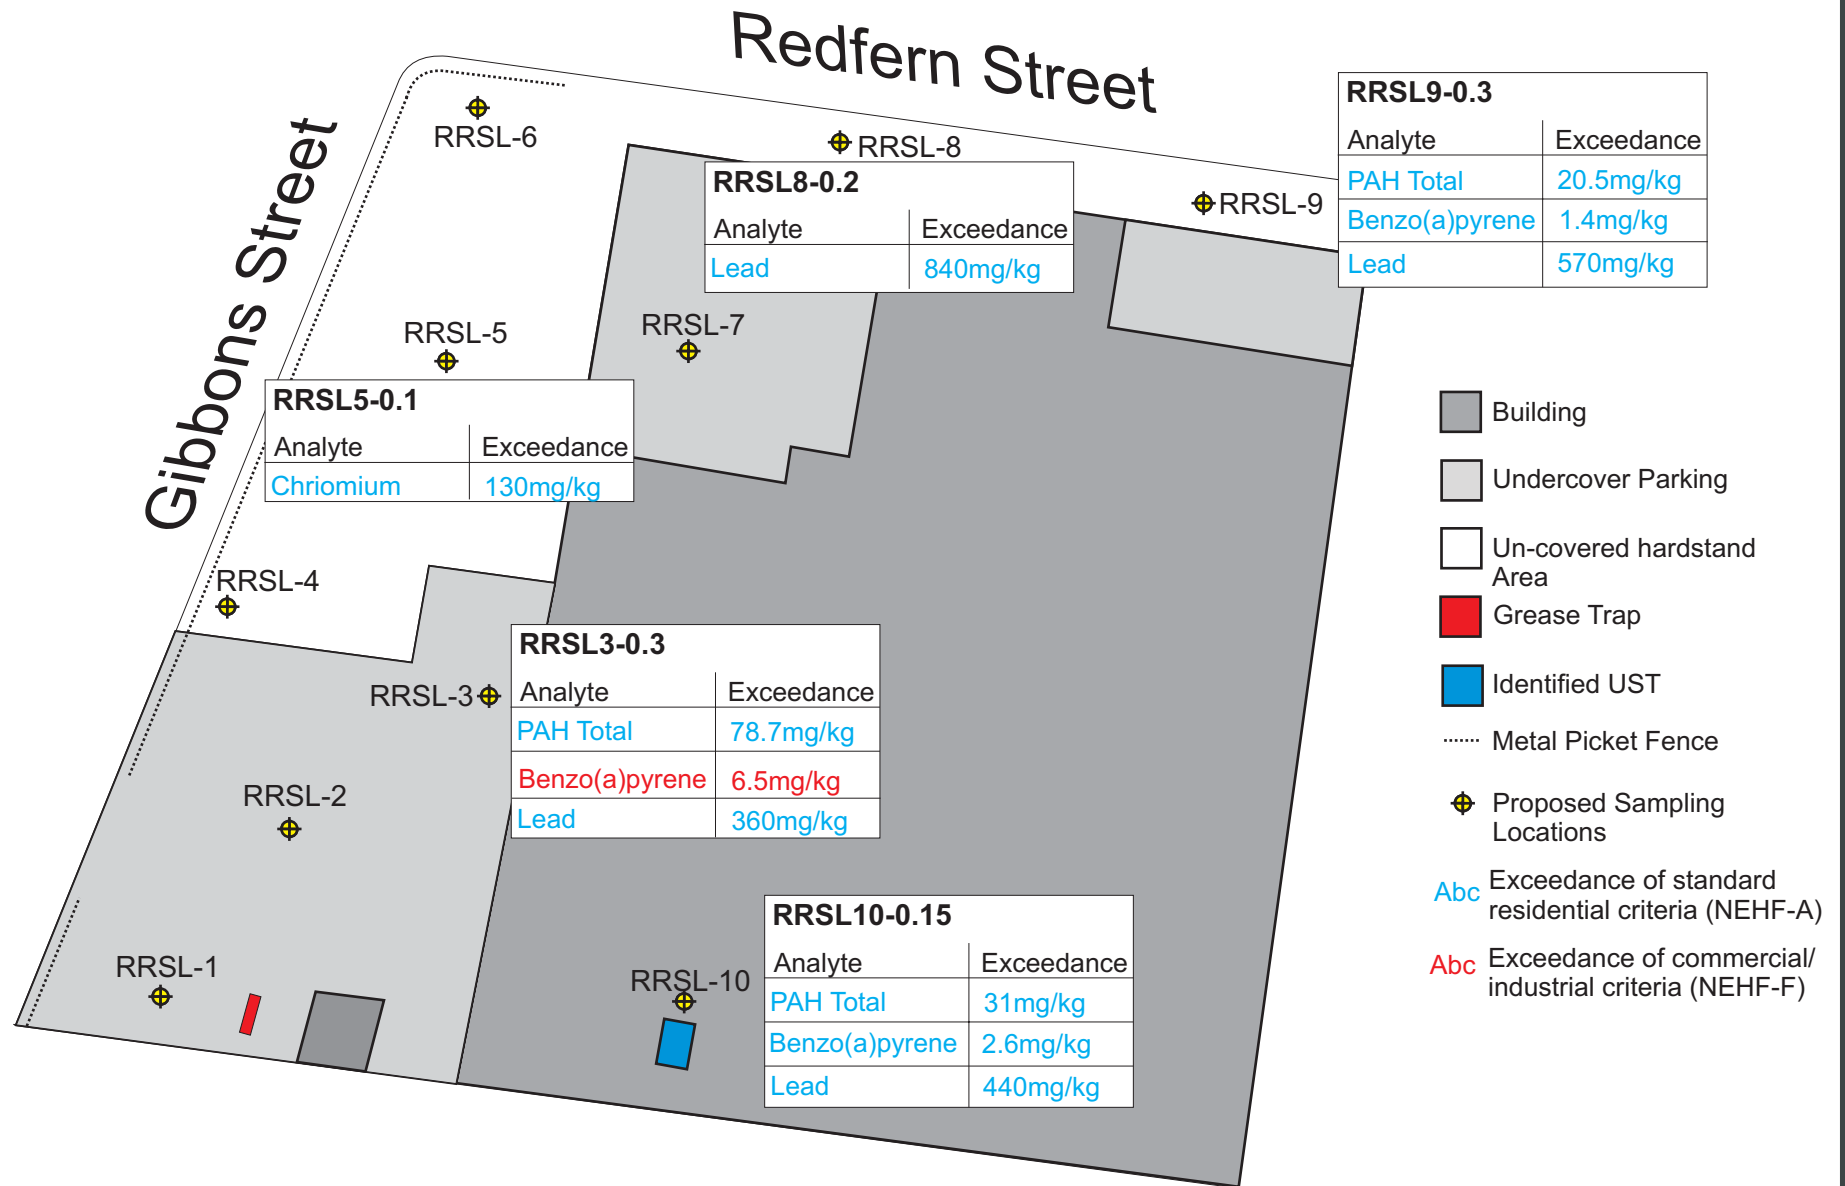 Redfern Street
Gibbons Street
RRSL-6
RRSL-8
RRSL-9
RRSL9-0.3
Analyte Exceedance
PAH Total 20.5mg/kg
Benzo(a)pyrene 1.4mg/kg
Lead 570mg/kg
RRSL8-0.2
Analyte Exceedance
Lead 840mg/kg
RRSL-5
RRSL-7
RRSL5-0.1
Analyte Exceedance
Chriomium 130mg/kg
RRSL-4
RRSL-3
RRSL3-0.3
Analyte Exceedance
PAH Total 78.7mg/kg
Benzo(a)pyrene 6.5mg/kg
Lead 360mg/kg
RRSL-2
RRSL-1
RRSL-10
RRSL10-0.15
Analyte Exceedance
PAH Total 31mg/kg
Benzo(a)pyrene 2.6mg/kg
Lead 440mg/kg
Building
Undercover Parking
Un-covered hardstand
Area
Grease Trap
Identified UST
Metal Picket Fence
Proposed Sampling
Locations
Abc Exceedance of standard
residential criteria (NEHF-A)
Abc Exceedance of commercial/
industrial criteria (NEHF-F)